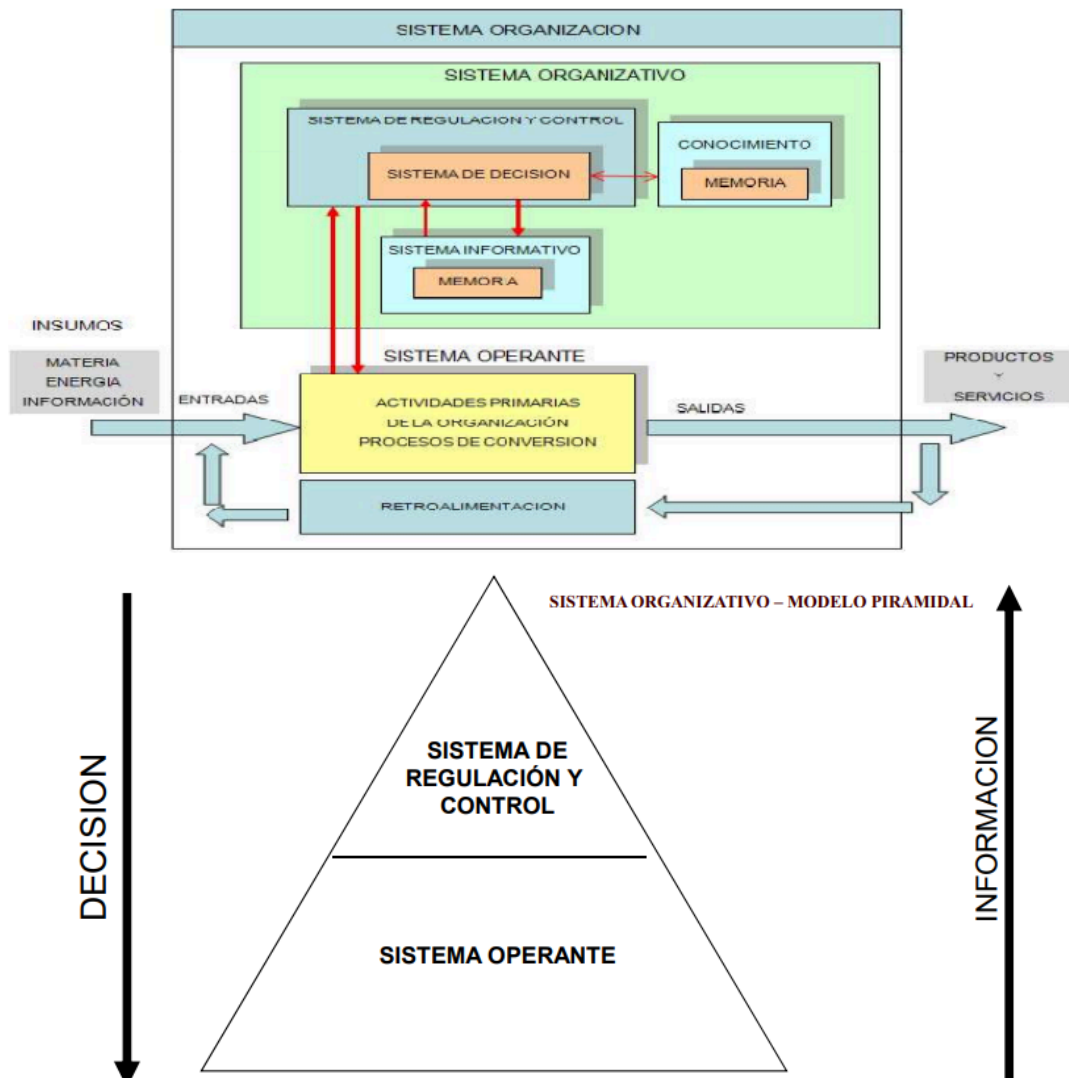 SISTEMA ORGANIZACION
SISTEMA ORGANIZATIVO
SISTEMA DE REGULACION Y CONTROL
SISTEMA DE DECISION
CONOCIMIENTO
MEMORIA
SISTEMA INFORMATIVO
MEMORIA
INSUMOS
MATERIA
ENERGIA
INFORMACIÓN
ENTRADAS
SISTEMA OPERANTE
ACTIVIDADES PRIMARIAS
DE LA ORGANIZACIÓN
PROCESOS DE CONVERSION
SALIDAS
PRODUCTOS
Y
SERVICIOS
RETROALIMENTACION
SISTEMA ORGANIZATIVO – MODELO PIRAMIDAL
DECISION
SISTEMA DE
REGULACIÓN Y
CONTROL
SISTEMA OPERANTE
INFORMACION